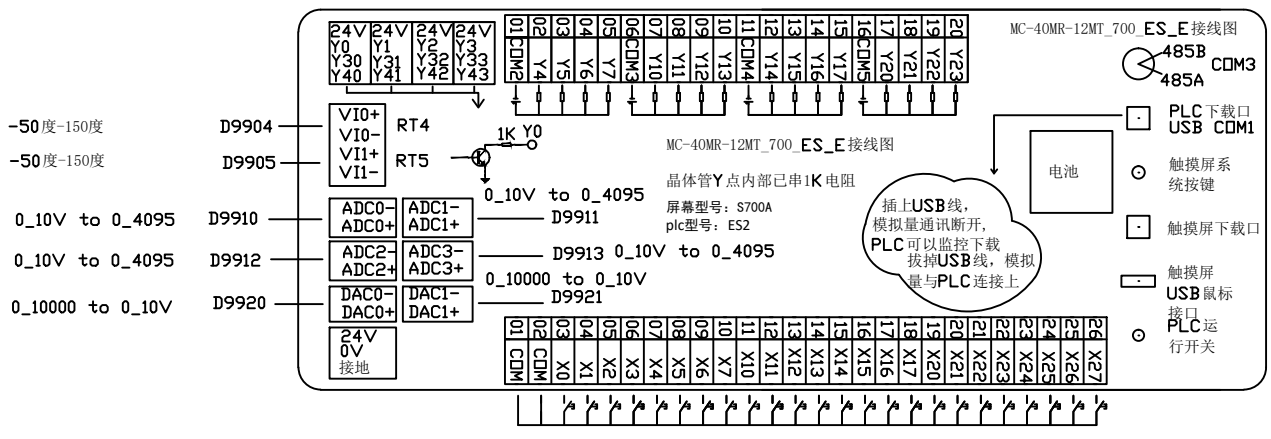 24V 24V 24V 24V
Y0 Y1 Y2 Y3
Y30 Y31 Y32 Y33
Y40 Y41 Y42 Y43
01 02 03 04 05 06 07 08 09 10 11 12 13 14 15 16 17 18 19 20
COM2 Y4 Y5 Y6 Y7 COM3 Y10 Y11 Y12 Y13 COM4 Y14 Y15 Y16 Y17 COM5 Y20 Y21 Y22 Y23
MC-40MR-12MT_700_ES_E接线图
485B
COM3
485A
PLC下载口
USB COM1
-50度-150度 D9904 VI0+
VI0- RT4
-50度-150度 D9905 VI1+
VI1- RT5
1K Y0
MC-40MR-12MT_700_ES_E接线图
晶体管Y点内部已串1K电阻
屏幕型号：S700A
plc型号：ES2
电池
触摸屏系
统按键
插上USB线，
模拟量通讯断开,
PLC可以监控下载
拔掉USB线，模拟
量与PLC连接上
触摸屏下载口
0_10V to 0_4095
0_10V to 0_4095 D9910 ADC0- ADC1- D9911
ADC0+ ADC1+
0_10V to 0_4095 D9912 ADC2- ADC3- D9913 0_10V to 0_4095
ADC2+ ADC3+
0_10000 to 0_10V
0_10000 to 0_10V D9920 DAC0- DAC1- D9921
DAC0+ DAC1+
触摸屏
USB鼠标
接口
PLC运
行开关
24V
0V
接地
01 02 03 04 05 06 07 08 09 10 11 12 13 14 15 16 17 18 19 20 21 22 23 24 25 26
COM COM X0 X1 X2 X3 X4 X5 X6 X7 X10 X11 X12 X13 X14 X15 X16 X17 X20 X21 X22 X23 X24 X25 X26 X27